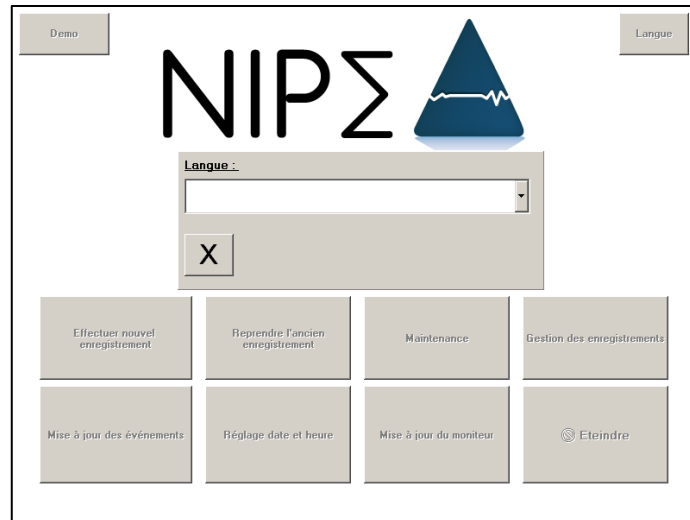 Demo
Langue
NIPE
Langue :
X
Effectuer nouvel
enregistrement
Reprendre l'ancien
enregistrement
Maintenance
Gestion des enregistrements
Mise à jour des événements
Réglage date et heure
Mise à jour du moniteur
Eteindre